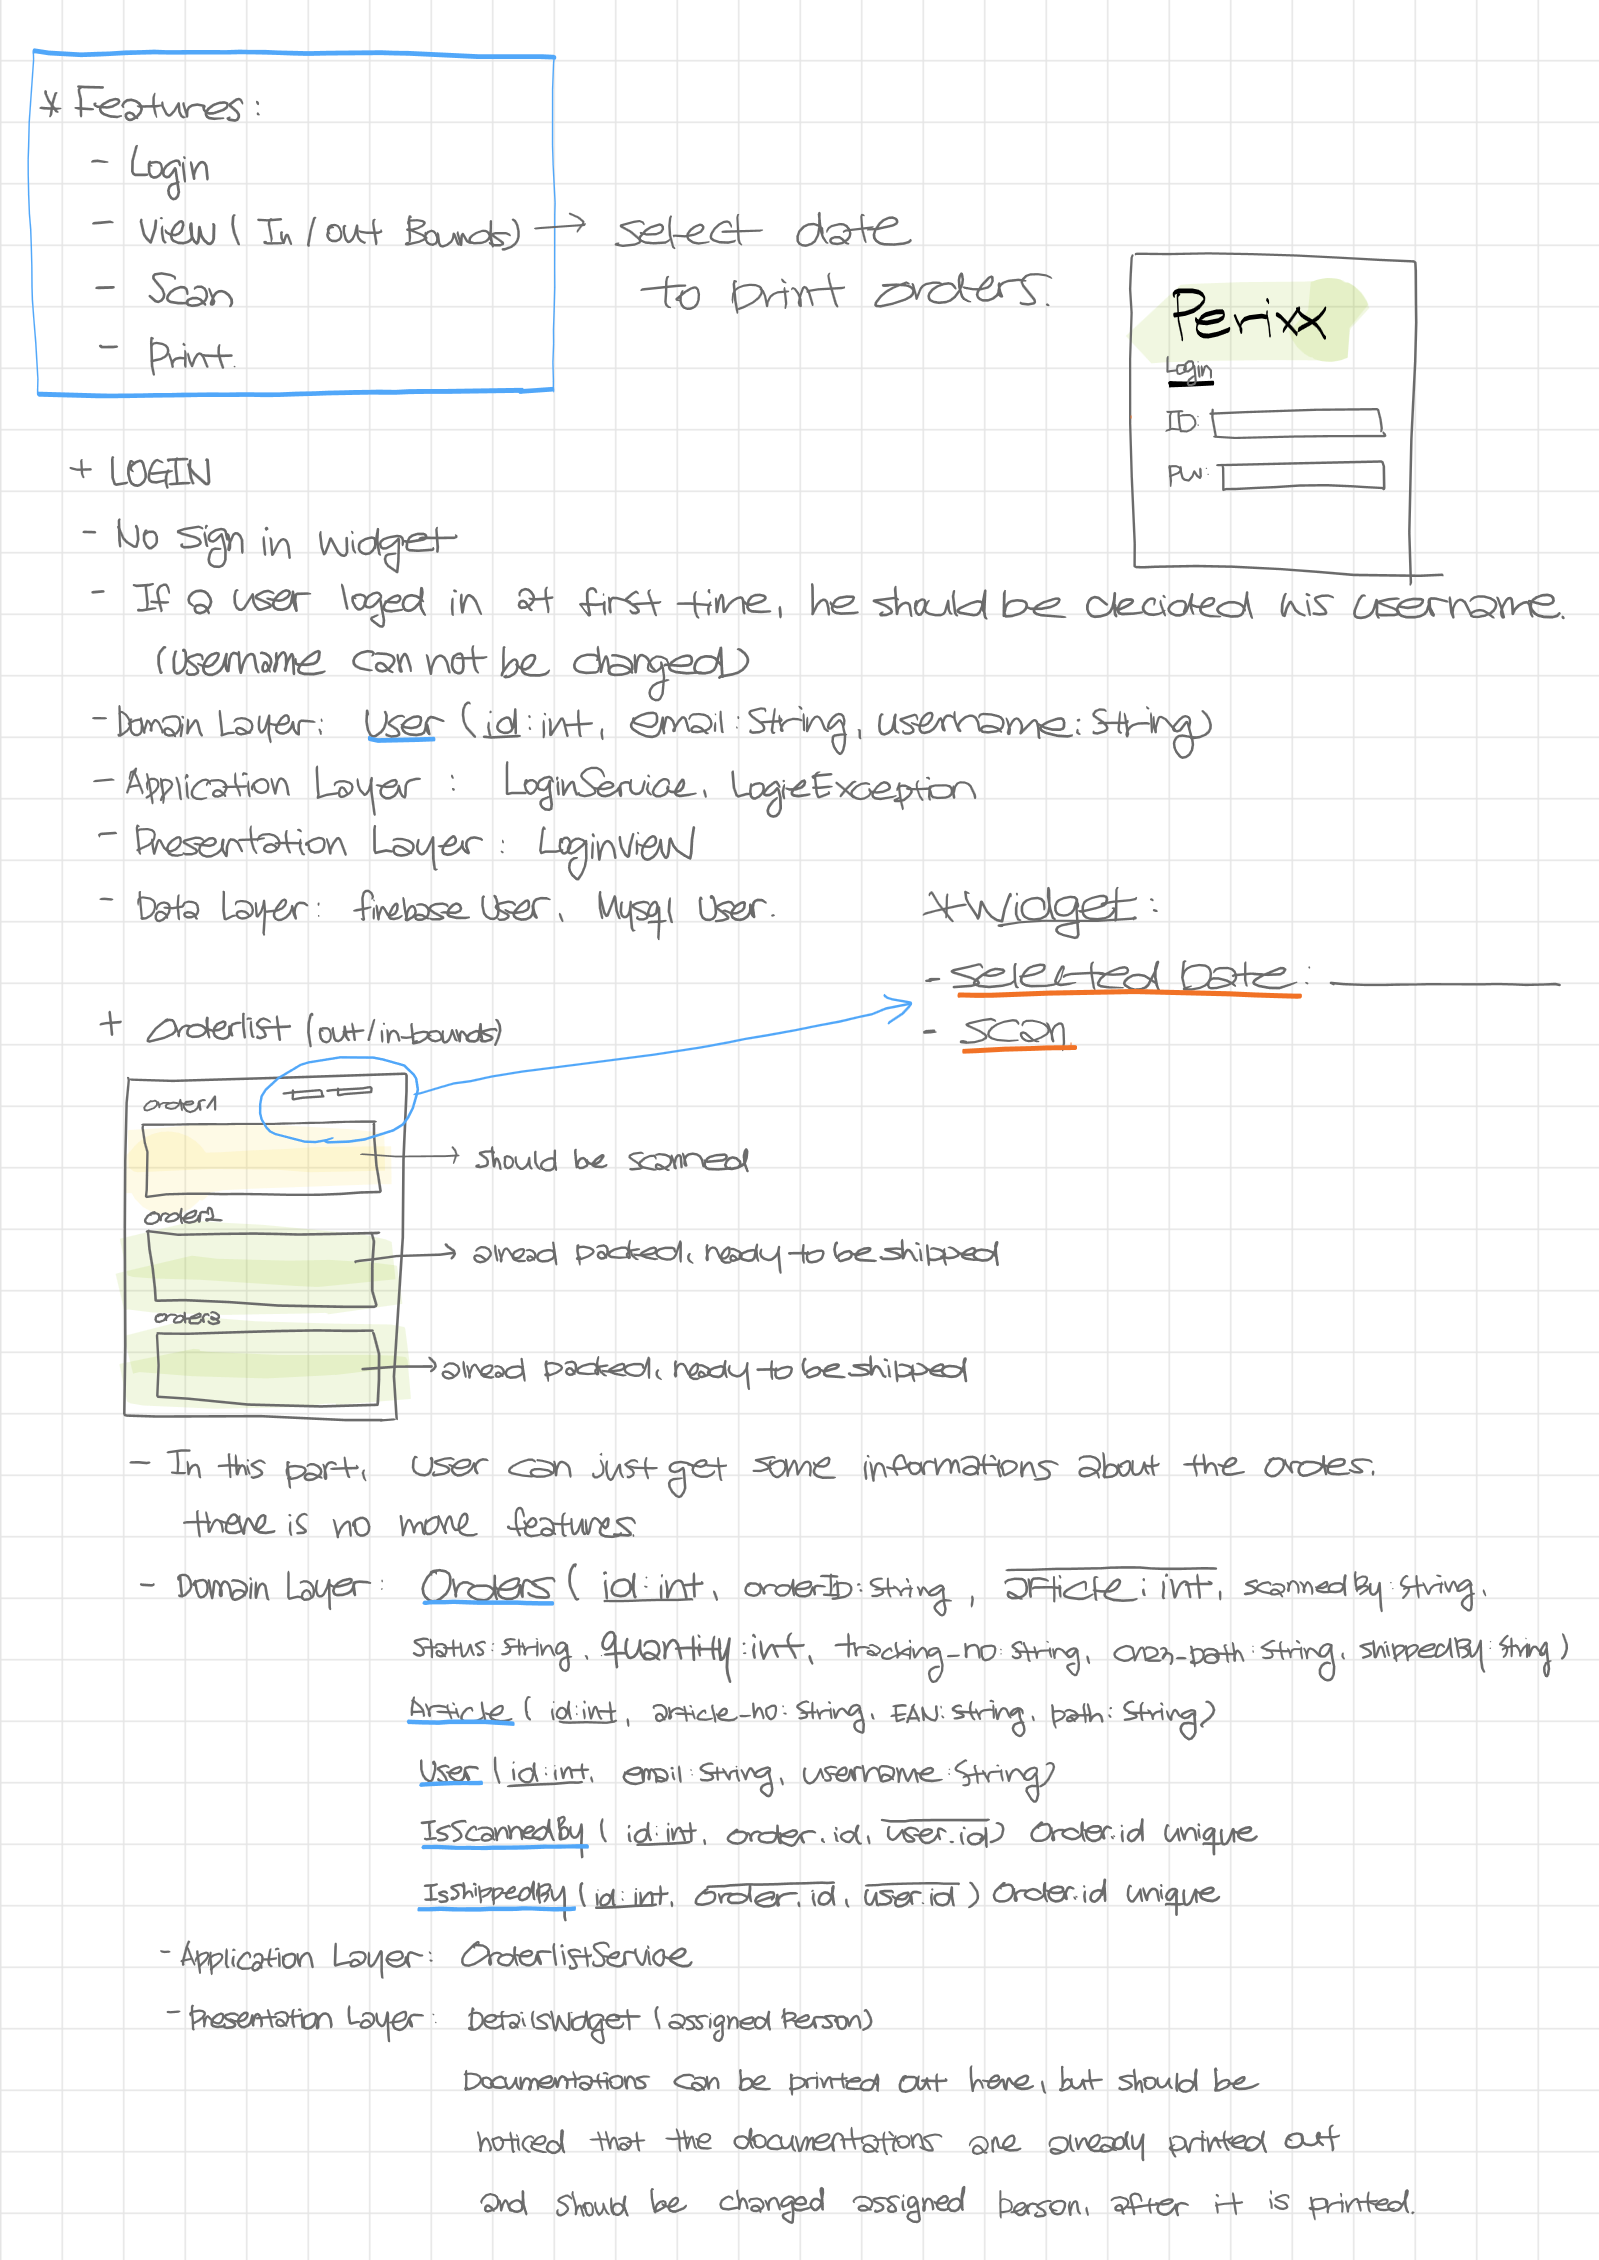 * Features:
- Login
- View ( In / out Bounds) → select date
to print orders.
- Scan
- Print.
Perixx
Login
ID:
PW:
+ LOGIN
- No sign in widget
- If a user loged in at first time, he should be decided his username.
(username can not be changed)
- Domain Layer: User ( id:int, email:String, username:String)
- Application Layer : LoginService, LogieException
- Presentation Layer : LoginView
- Data Layer: firebase User, Mysql User.
*Widget:
- Selected Date:
- scan
+ Orderlist (out/in-bounds)
order1
→ should be scanned
order2
→ alread packed, ready to be shipped
order3
→ alread packed, ready to be shipped
- In this part, user can just get some informations about the ordes.
there is no more features.
- Domain Layer: Orders ( id:int, orderID:String, article:int, scannedBy:String,
Status:String, quantity:int, tracking_no:String, path:String, shippedBy:String)
Article ( id:int, article_no:String, EAN:String, path:String)
User (id:int, email:String, username:String)
IsScannedBy ( id:int, order.id, user.id) Order.id unique
IsShippedBy (id:int, order.id, user.id) Order.id unique
- Application Layer: OrderlistService
- Presentation Layer: DetailsWidget (assigned Person)
Documentations can be printed out here, but should be
noticed that the documentations are already printed out
and should be changed assigned person, after it is printed.